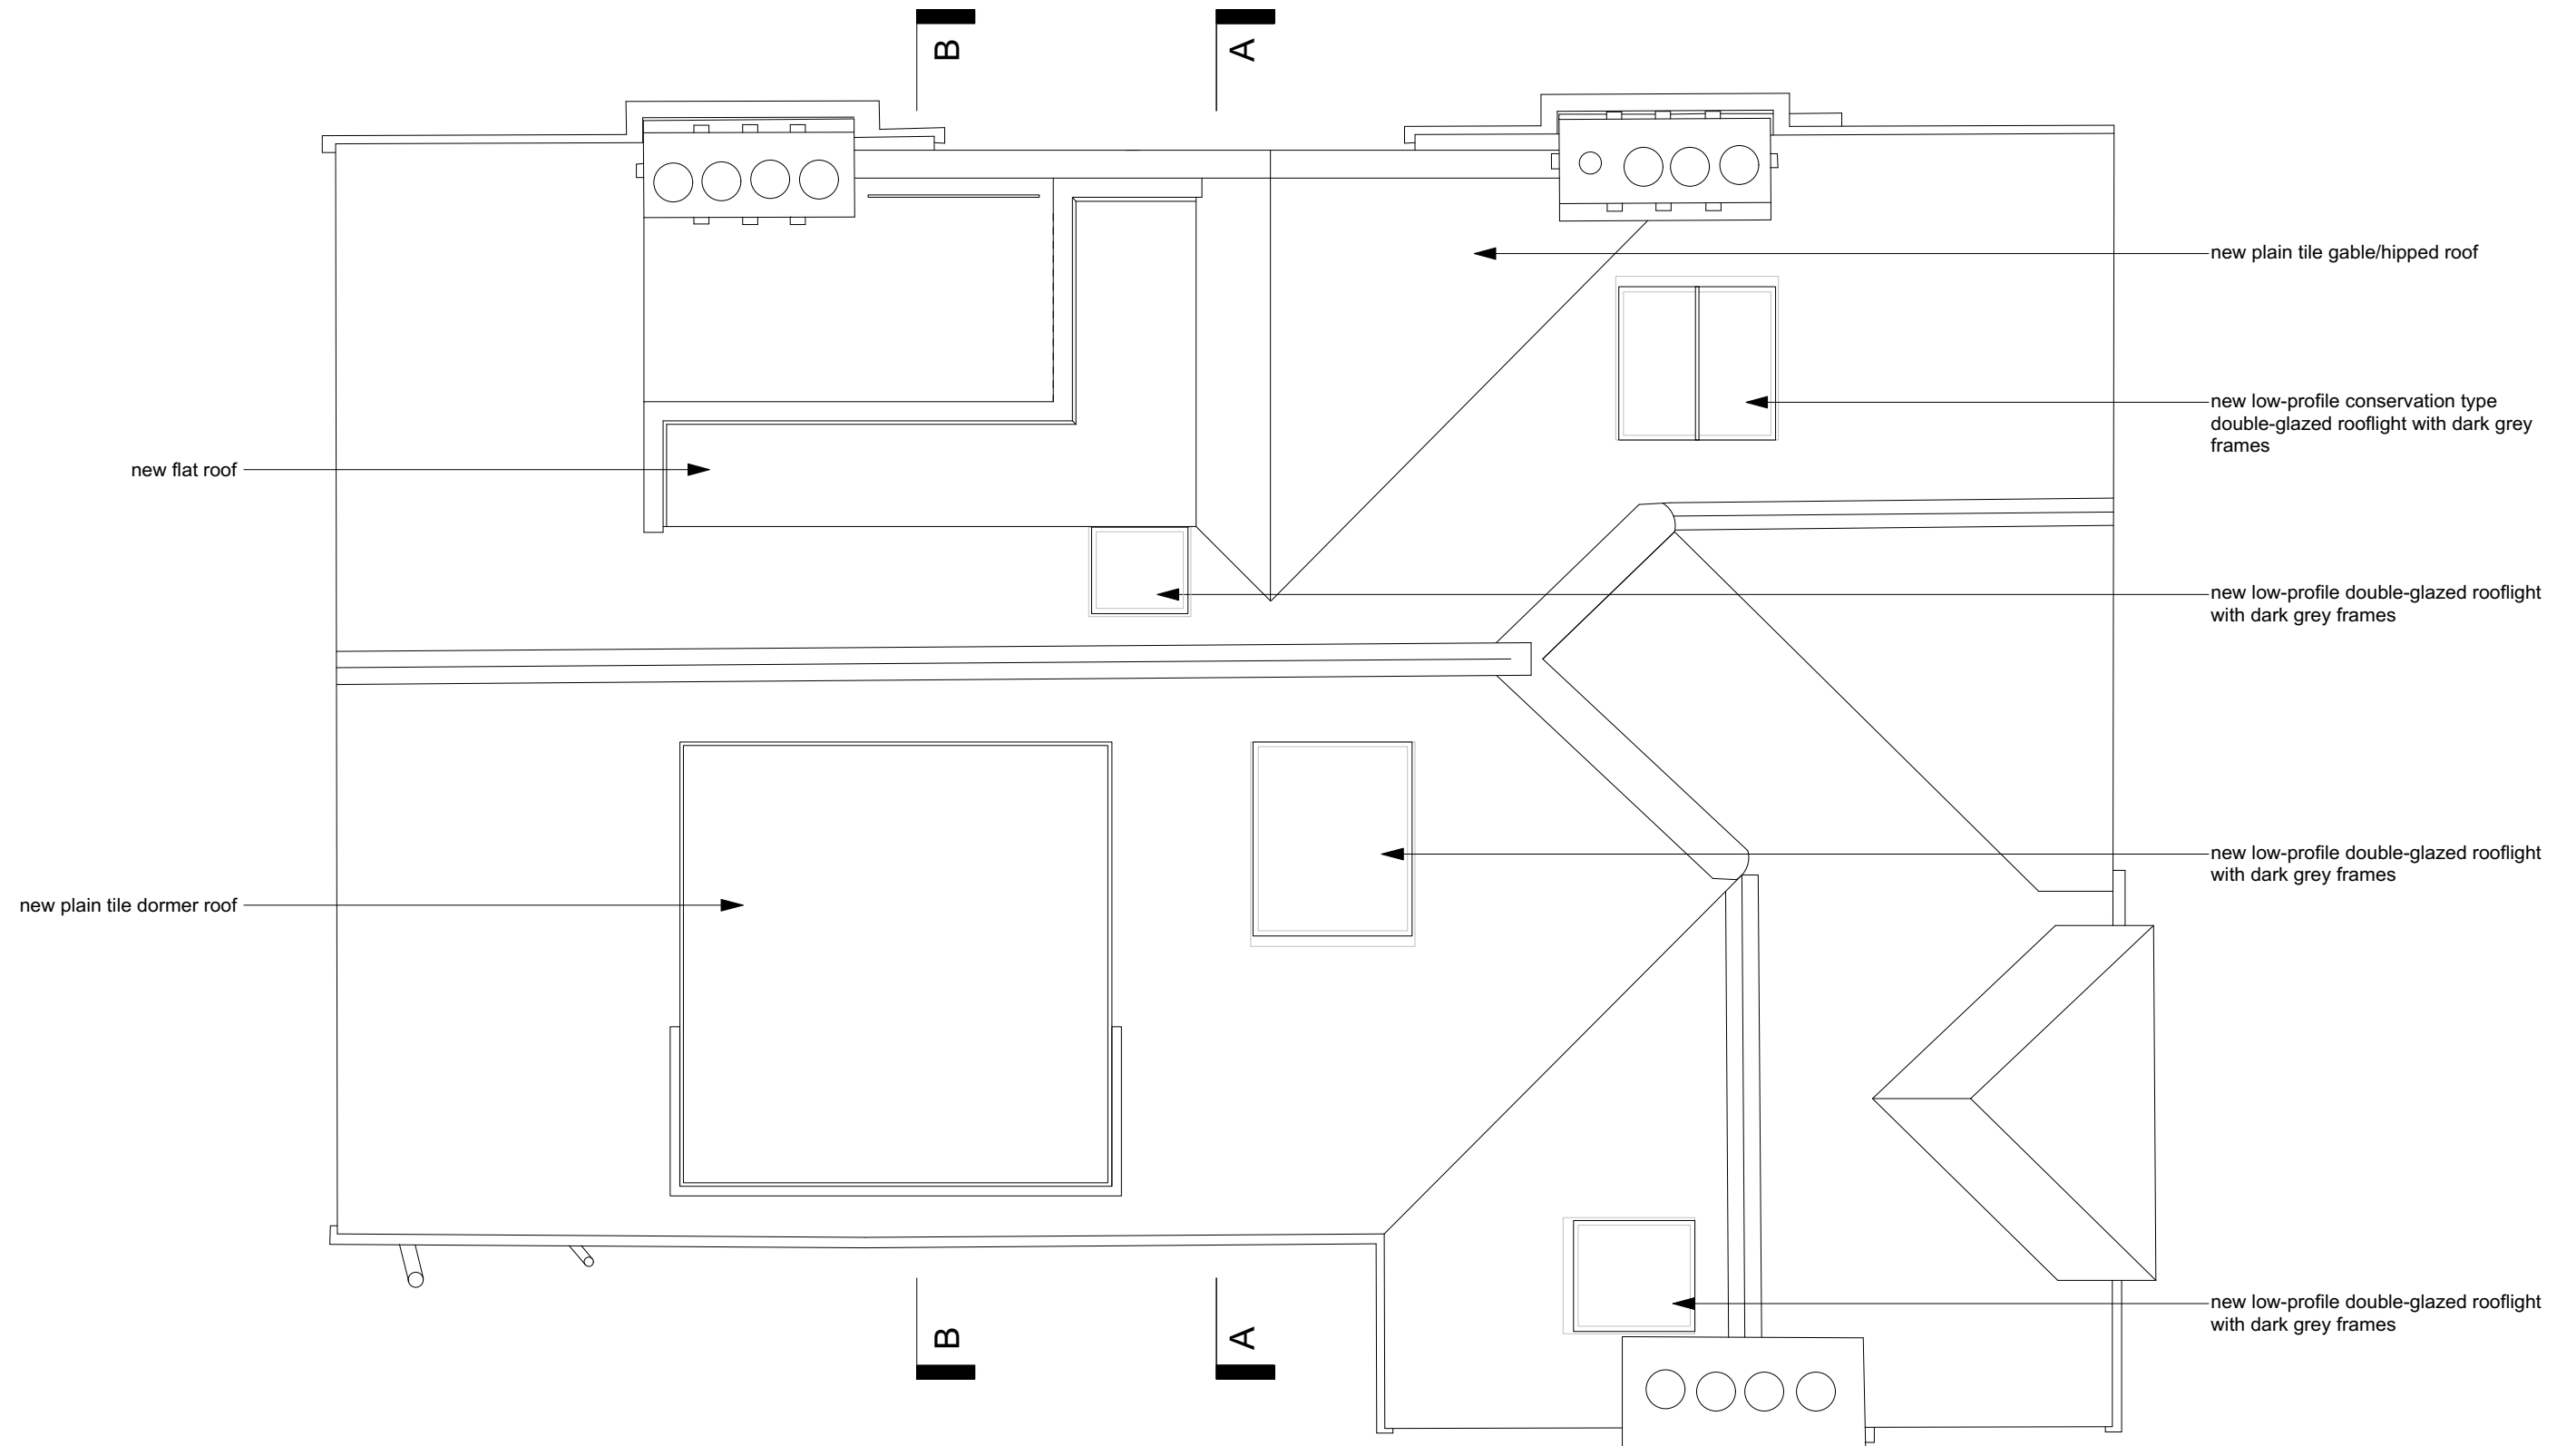 B
A
new plain tile gable/hipped roof
new low-profile conservation type
double-glazed rooflight with dark grey
frames
new flat roof
new low-profile double-glazed rooflight
with dark grey frames
new low-profile double-glazed rooflight
with dark grey frames
new plain tile dormer roof
new low-profile double-glazed rooflight
with dark grey frames
B
A